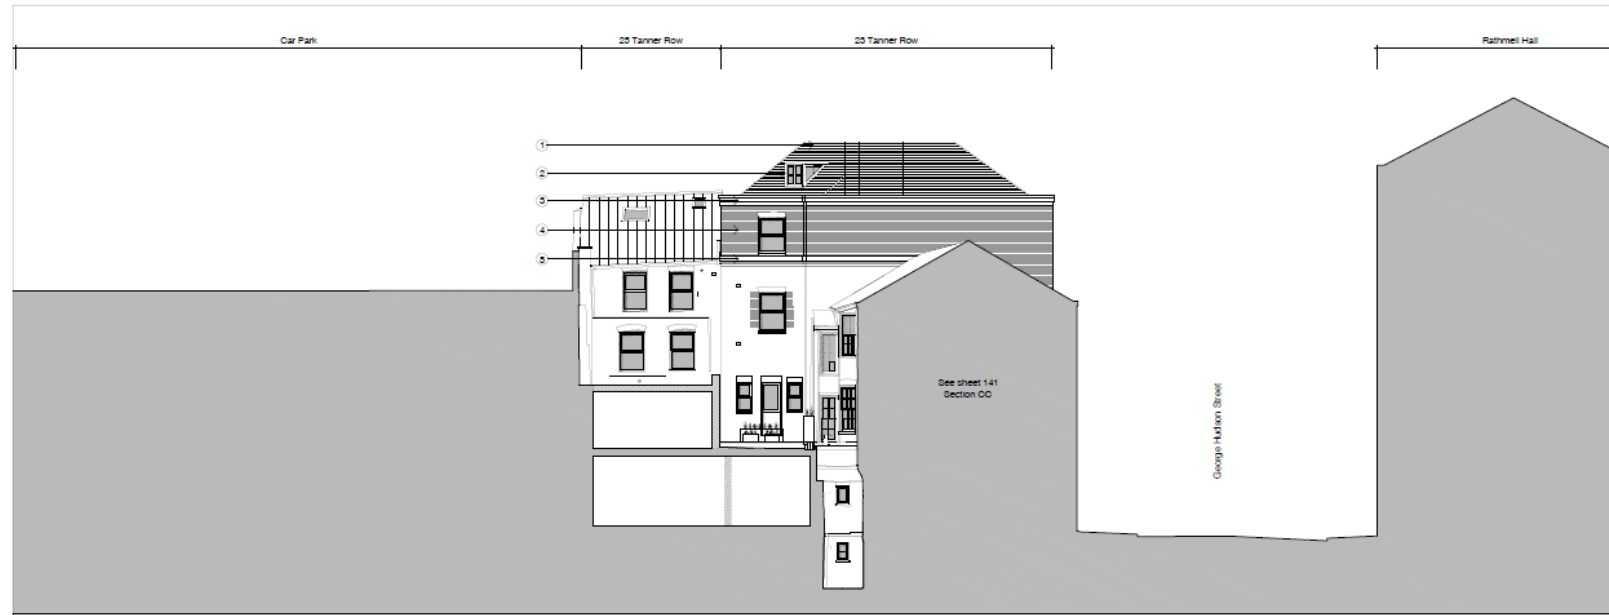 Car Park
25 Tanner Row
23 Tanner Row
Rathmell Hall
1
2
3
4
5
See sheet 141
Section CC
George Hudson Street